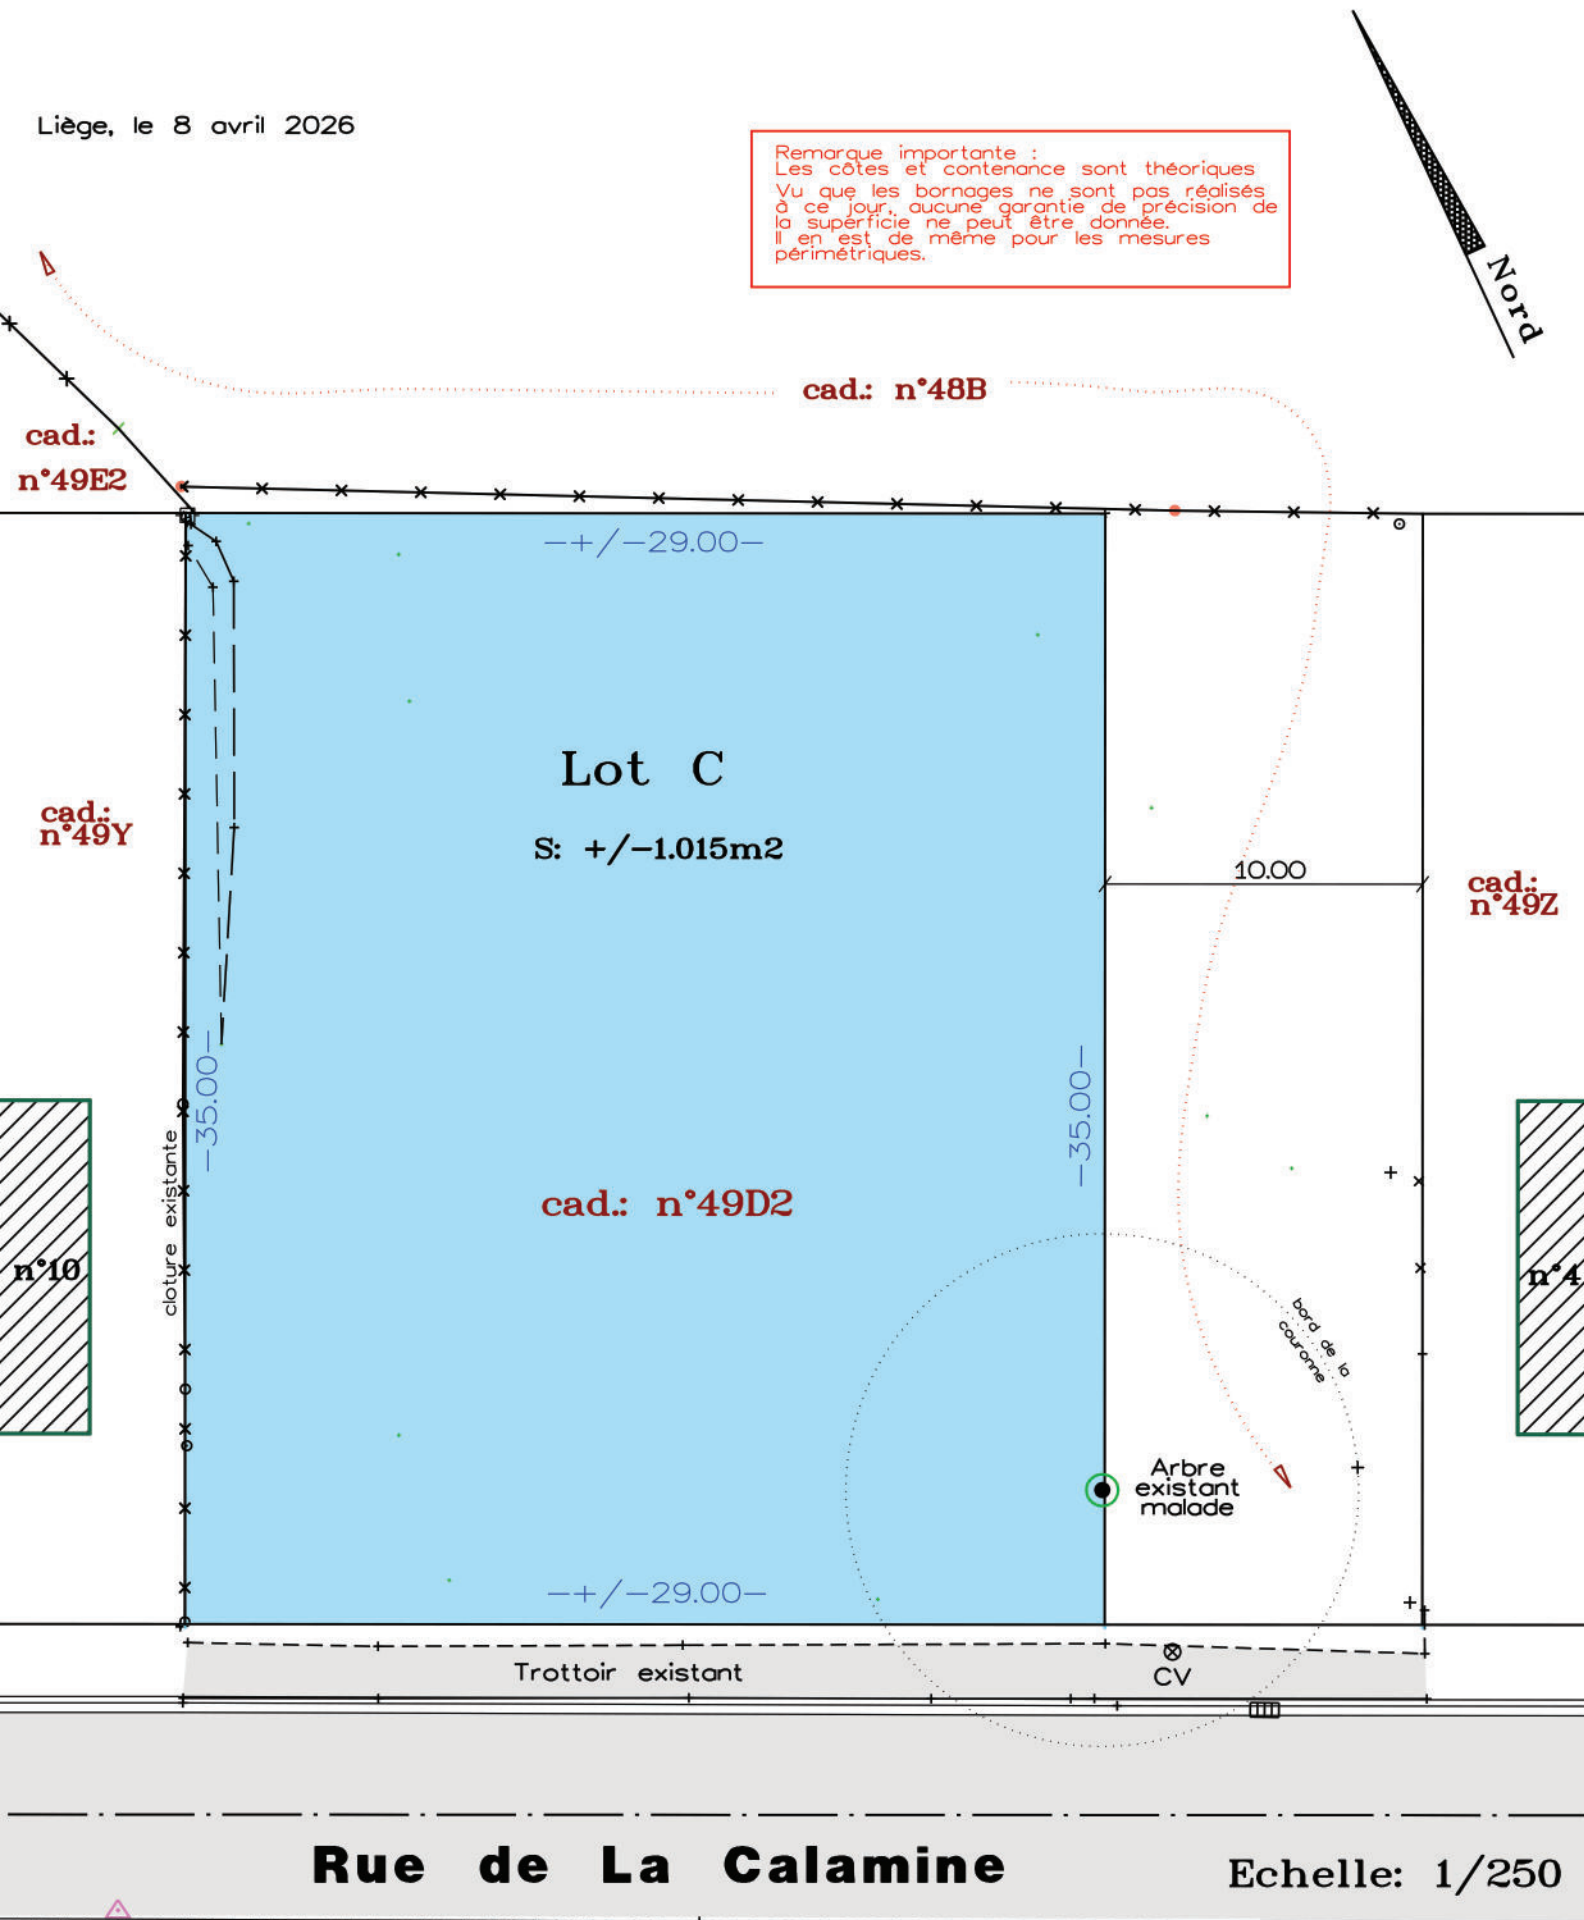 Liège, le 8 avril 2026
Remarque importante :
Les côtes et contenance sont théoriques
Vu que les bornages ne sont pas réalisés
à ce jour, aucune garantie de précision de
la superficie ne peut être donnée.
Il en est de même pour les mesures
périmétriques.
Nord
cad.: n°48B
cad.:
n°49E2
—+/—29.00—
Lot C
S: +/—1.015m2
cad.:
n°49Y
10.00
cad.:
n°49Z
—35.00—
—35.00—
cloture existante
cad.: n°49D2
n°10
n°4
bord de la
couronne
Arbre
existant
malade
—+/—29.00—
Trottoir existant
CV
Rue de La Calamine
Echelle: 1/250